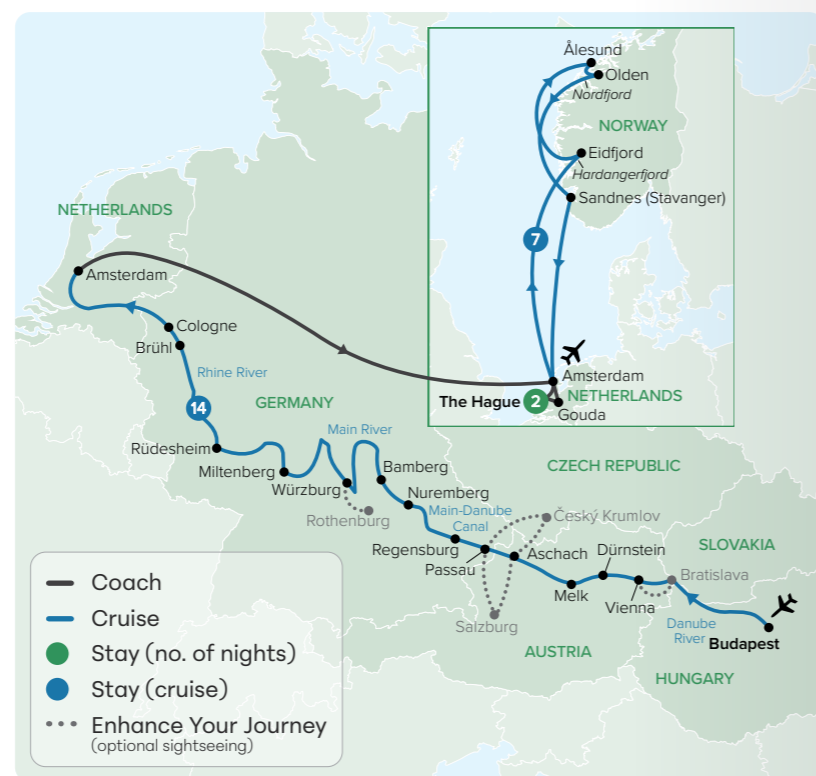 Ålesund
Olden
Nordfjord
NORWAY
Eidfjord
Hardangerfjord
Sandnes (Stavanger)
7
Amsterdam
The Hague
2
NETHERLANDS
Gouda
NETHERLANDS
Amsterdam
Cologne
Brühl
Rhine River
14
GERMANY
Rüdesheim
Main River
Miltenberg
Würzburg
Bamberg
Rothenburg
Nuremberg
Main-Danube
Canal
CZECH REPUBLIC
Český Krumlov
Regensburg
Passau
Aschach
Dürnstein
SLOVAKIA
Bratislava
Melk
Vienna
Salzburg
Danube
River
Budapest
AUSTRIA
HUNGARY
Coach
Cruise
Stay (no. of nights)
Stay (cruise)
Enhance Your Journey
(optional sightseeing)